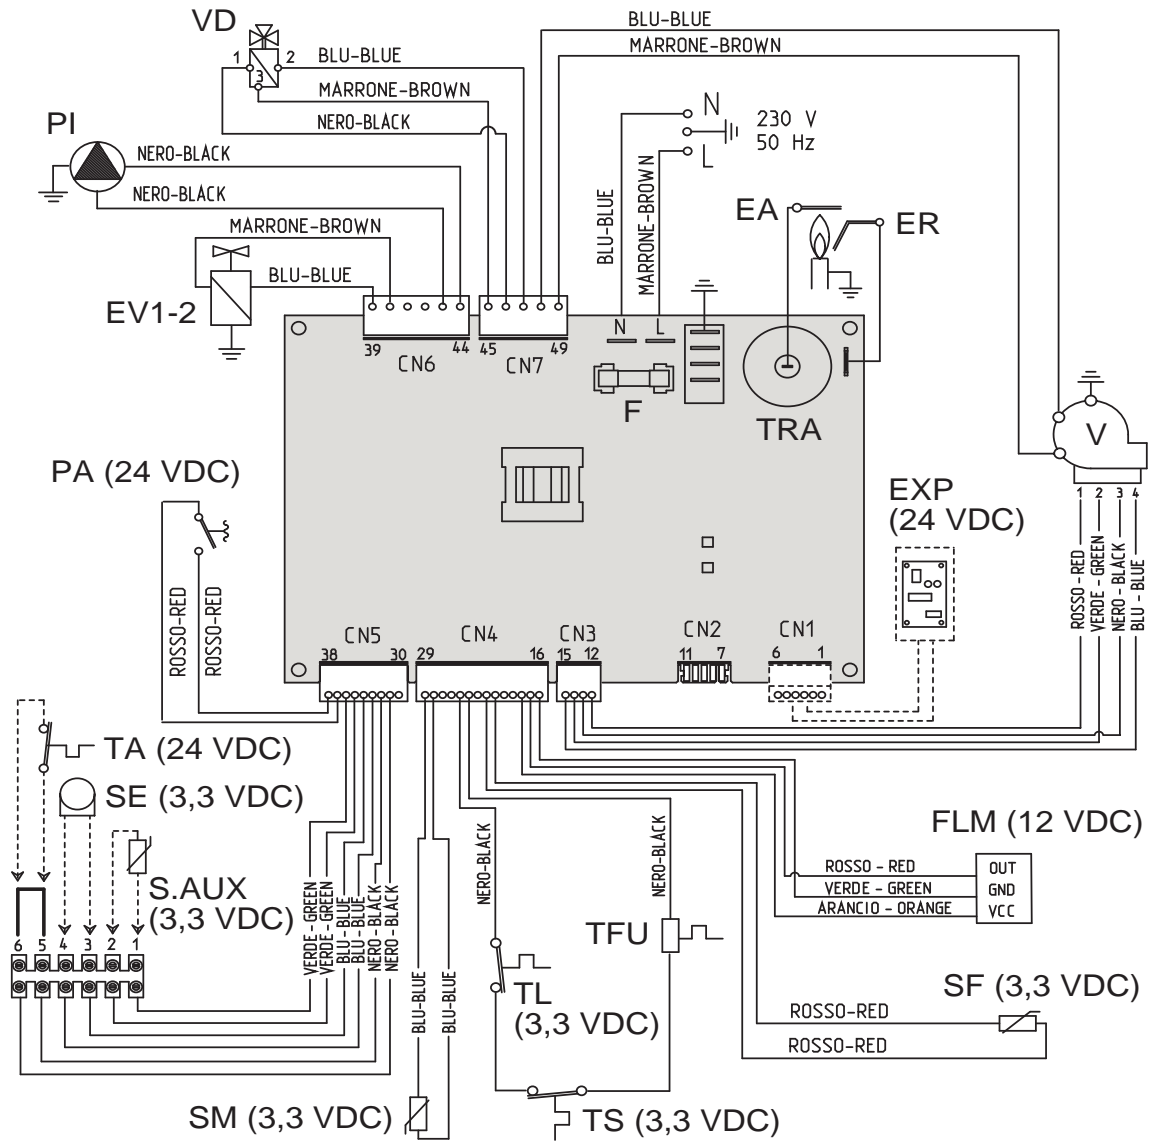 VD
BLU-BLUE
MARRONE-BROWN
1 2
3
BLU-BLUE
MARRONE-BROWN
NERO-BLACK
PI
NERO-BLACK
NERO-BLACK
MARRONE-BROWN
BLU-BLUE
EV1-2
N
L
230 V
50 Hz
BLU-BLUE
MARRONE-BROWN
EA
ER
N L
39 44 45 49
CN6 CN7
F
TRA
V
1 2 3 4
ROSSO-RED
VERDE - GREEN
NERO - BLACK
BLU - BLUE
PA (24 VDC)
ROSSO-RED
ROSSO-RED
EXP
(24 VDC)
CN5 CN4 CN3 CN2 CN1
38 30 29 16 15 12 11 7 6 1
TA (24 VDC)
SE (3,3 VDC)
S.AUX
(3,3 VDC)
6 5 4 3 2 1
VERDE-GREEN
VERDE-GREEN
BLU-BLUE
BLU-BLUE
NERO-BLACK
NERO-BLACK
BLU-BLUE
BLU-BLUE
NERO-BLACK
NERO-BLACK
FLM (12 VDC)
ROSSO - RED
VERDE - GREEN
ARANCIO - ORANGE
OUT
GND
VCC
TFU
TL
(3,3 VDC)
SF (3,3 VDC)
ROSSO-RED
ROSSO-RED
SM (3,3 VDC)
TS (3,3 VDC)